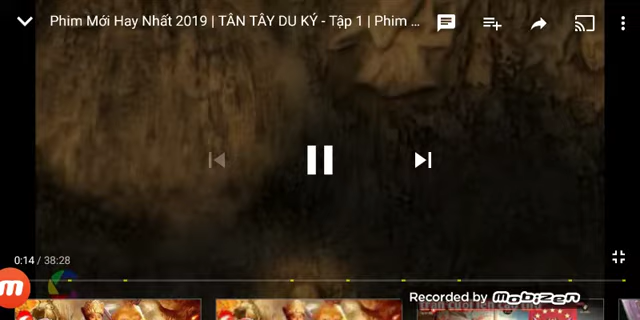 Phim Mới Hay Nhất 2019 | TÂN TÂY DU KÝ - Tập 1 | Phim ...
0:14 / 38:28
Recorded by Mobizen